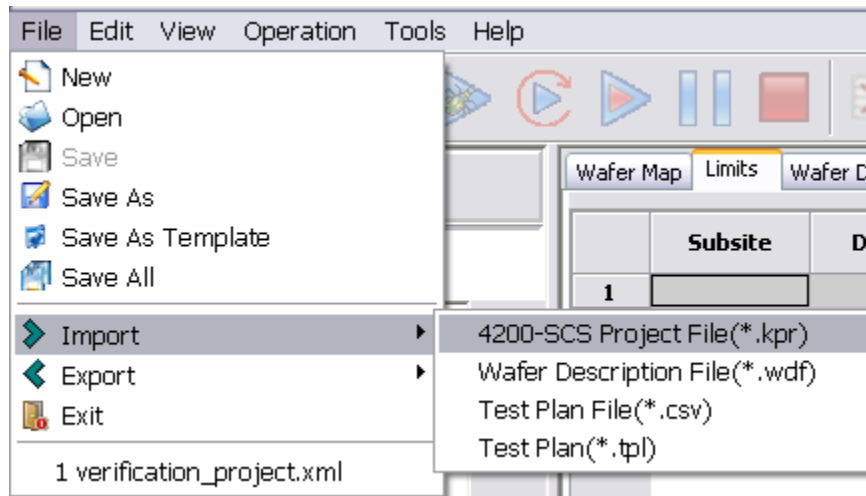 File Edit View Operation Tools Help
New
Open
Save
Save As
Save As Template
Save All
Import
Export
Exit
1 verification_project.xml
4200-SCS Project File(*.kpr)
Wafer Description File(*.wdf)
Test Plan File(*.csv)
Test Plan(*.tpl)
Wafer Map Limits Wafer D
Subsite D
1